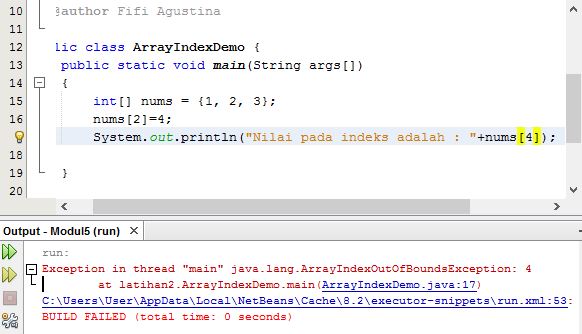 10 @author Fifi Agustina
11
12 lic class ArrayIndexDemo {
13 public static void main(String args[])
14 {
15 int[] nums = {1, 2, 3};
16 nums[2]=4;
System.out.println("Nilai pada indeks adalah : "+nums[4]);
18
19 }
20
Output - Modul5 (run) ×
run:
Exception in thread "main" java.lang.ArrayIndexOutOfBoundsException: 4
at latihan2.ArrayIndexDemo.main(ArrayIndexDemo.java:17)
C:\Users\User\AppData\Local\NetBeans\Cache\8.2\executor-snippets\run.xml:53:
BUILD FAILED (total time: 0 seconds)